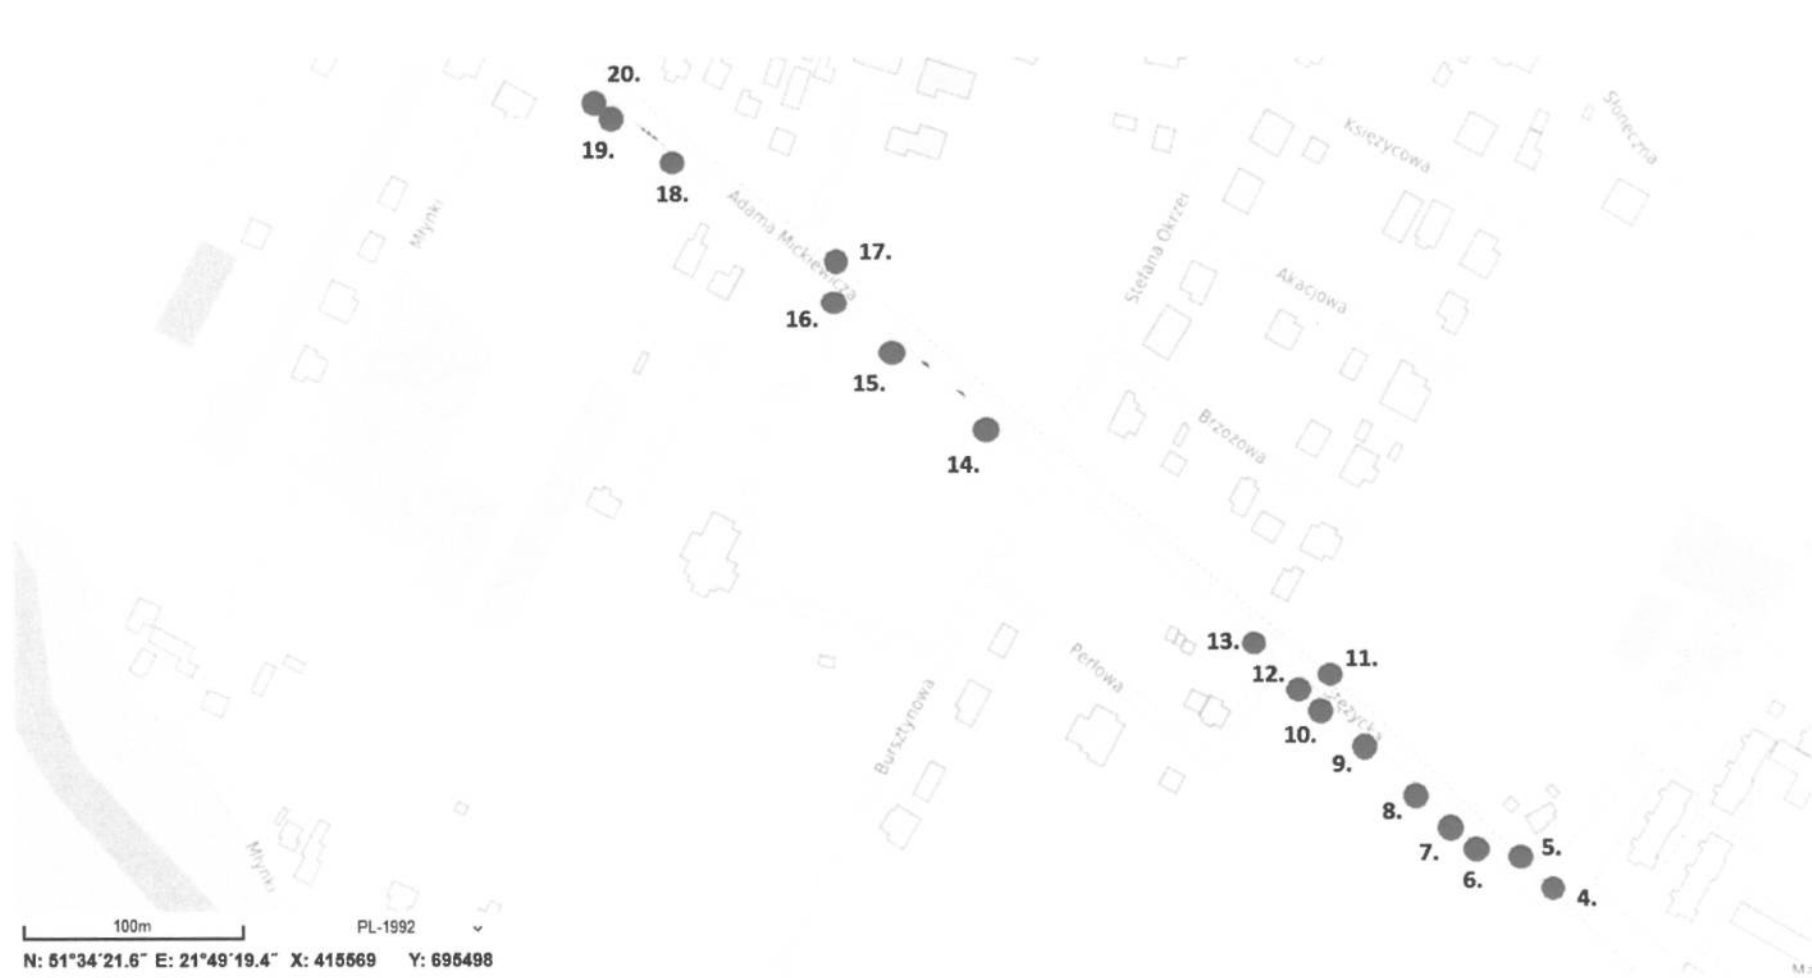 20.
19.
18.
Księżycowa
Słoneczna
Młynki
Adama Mickiewicza
Stefana Okrzei
17.
16.
Akacjowa
15.
14.
Brzozowa
13.
11.
12.
10.
9.
Perłowa
Bursztynowa
8.
7.
6.
5.
4.
Młynki
100m
PL-1992
N: 51°34´21.6˝ E: 21°49´19.4˝ X: 415569 Y: 695498